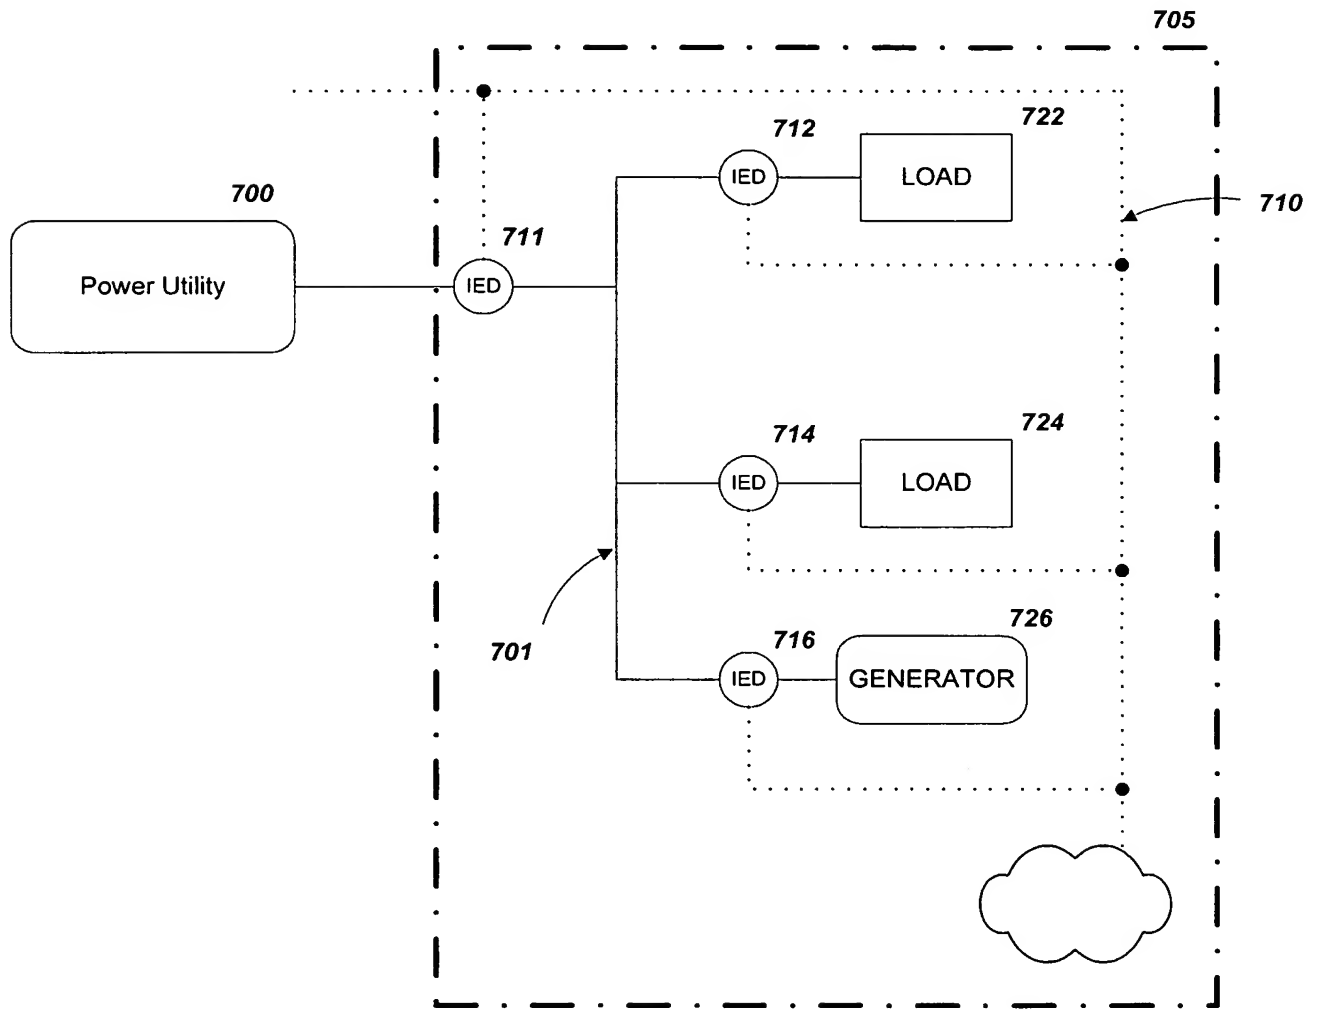 705
712
722
IED
LOAD
700
710
711
Power Utility
IED
714
724
IED
LOAD
701
716
726
IED
GENERATOR